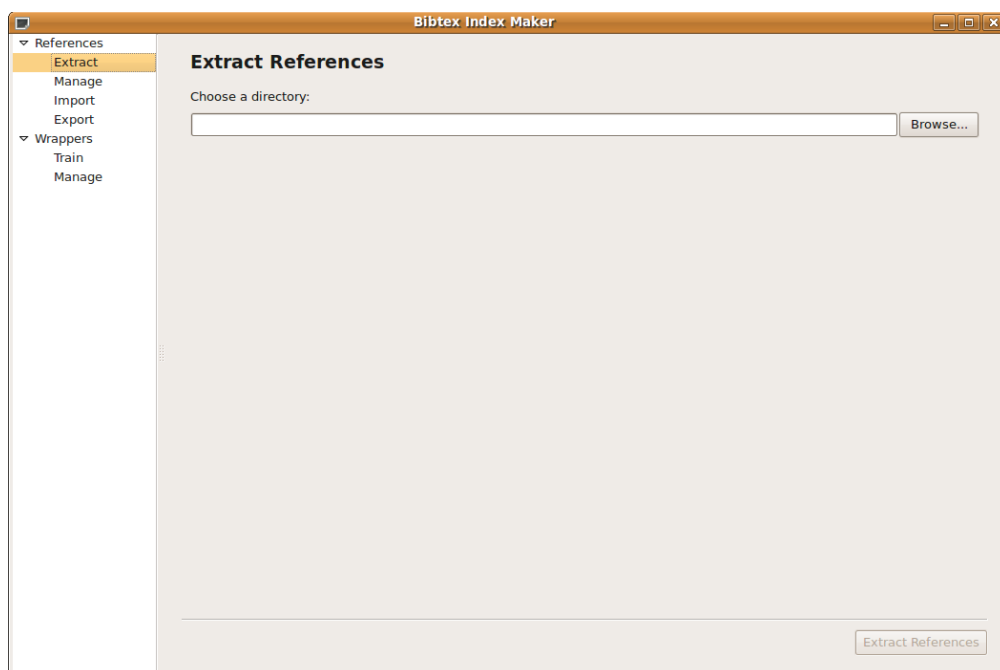 Bibtex Index Maker
References
Extract
Manage
Import
Export
Wrappers
Train
Manage
Extract References
Choose a directory:
Browse...
Extract References